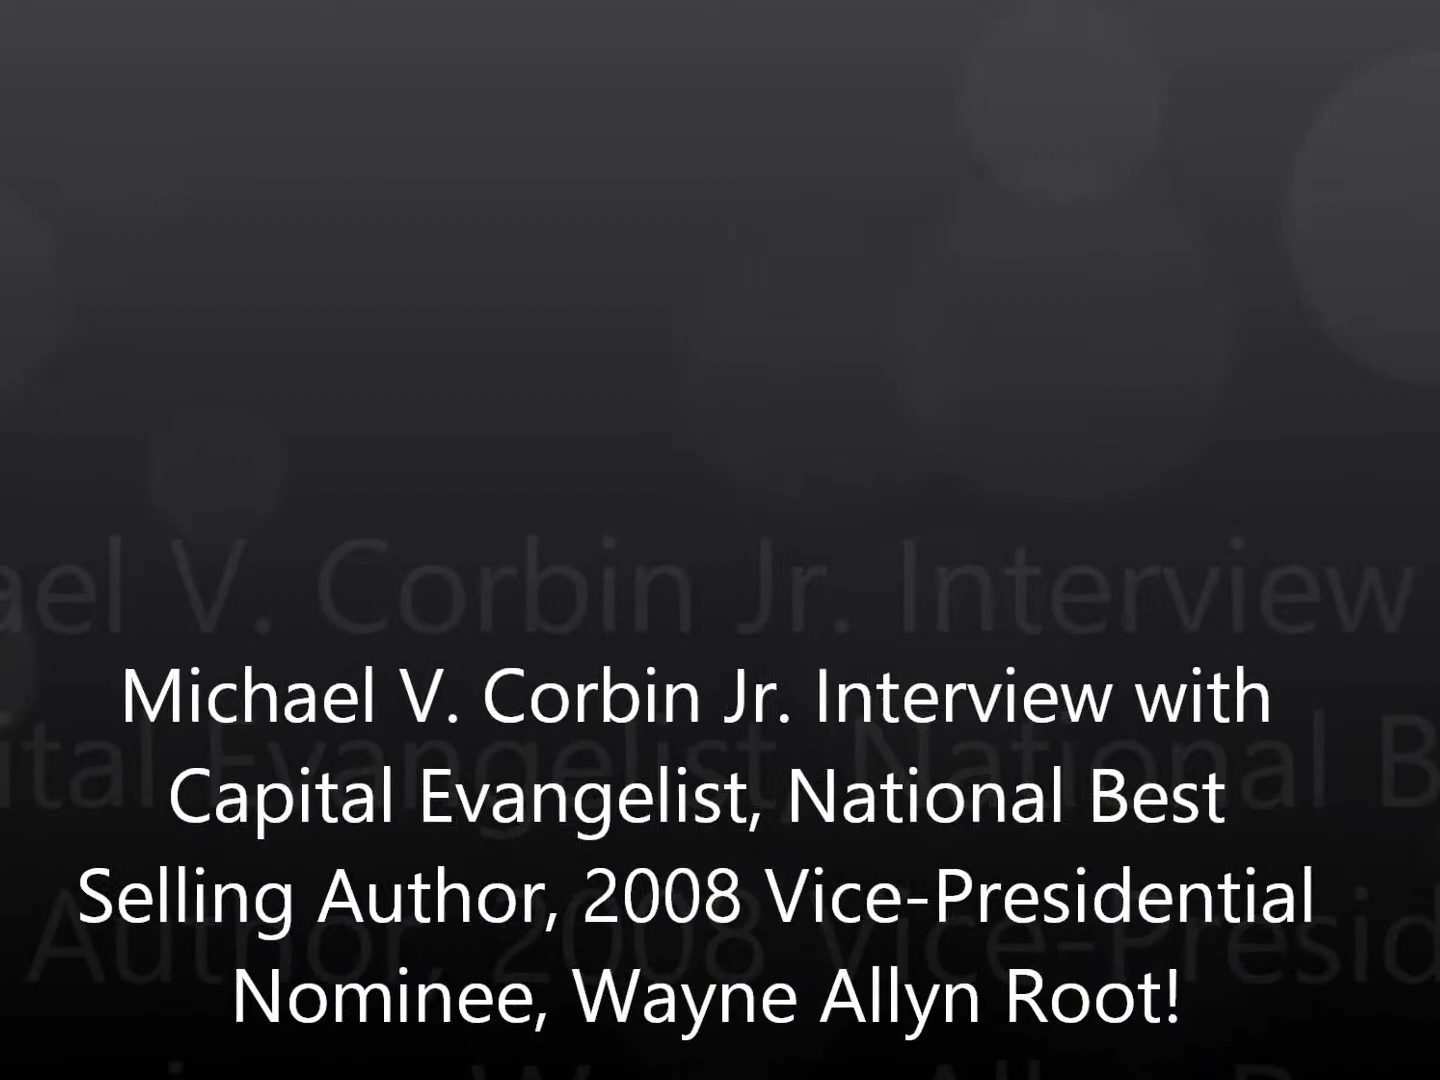 Michael V. Corbin Jr. Interview with
Capital Evangelist, National Best
Selling Author, 2008 Vice-Presidential
Nominee, Wayne Allyn Root!